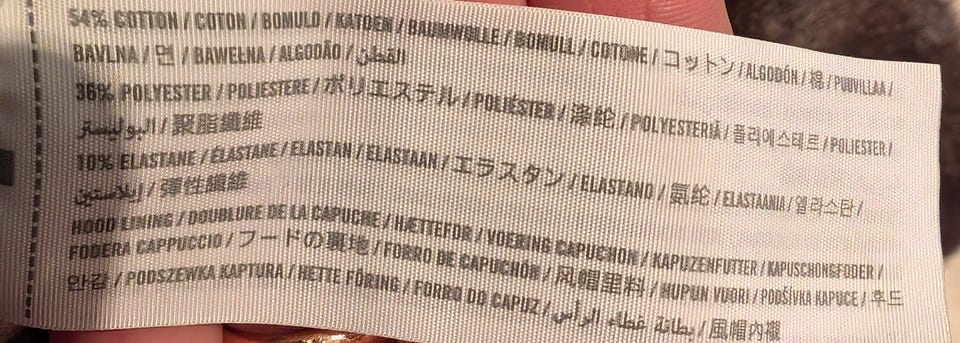 54% COTTON / COTON / BOMULD / KATOEN / BAUMWOLLE / BOMULL / COTONE / コットン / ALGODÓN / 棉 / PUUVILLAA /
BAVLNA / 면 / BAWEŁNA / ALGODÃO / القطن
36% POLYESTER / POLIESTERE / ポリエステル / POLIÉSTER / 涤纶 / POLYESTERIÄ / 폴리에스테르 / POLIESTER /
البوليستر / 聚脂纖維
10% ELASTANE / ÉLASTANE / ELASTAN / ELASTAAN / エラスタン / ELASTANO / 氨纶 / ELASTAANIA / 엘라스탄 /
إيلاستين / 彈性纖維
HOOD LINING / DOUBLURE DE LA CAPUCHE / HÆTTEFOR / VOERING CAPUCHON / KAPUZENFUTTER / KAPUSCHONGFODER /
FODERA CAPPUCCIO / フードの裏地 / FORRO DE CAPUCHÓN / 风帽里料 / HUPUN VUORI / PODŠÍVKA KAPUCE / 후드
안감 / PODSZEWKA KAPTURA / HETTE FÔRING / FORRO DO CAPUZ / بطانة غطاء الرأس / 風帽內襯